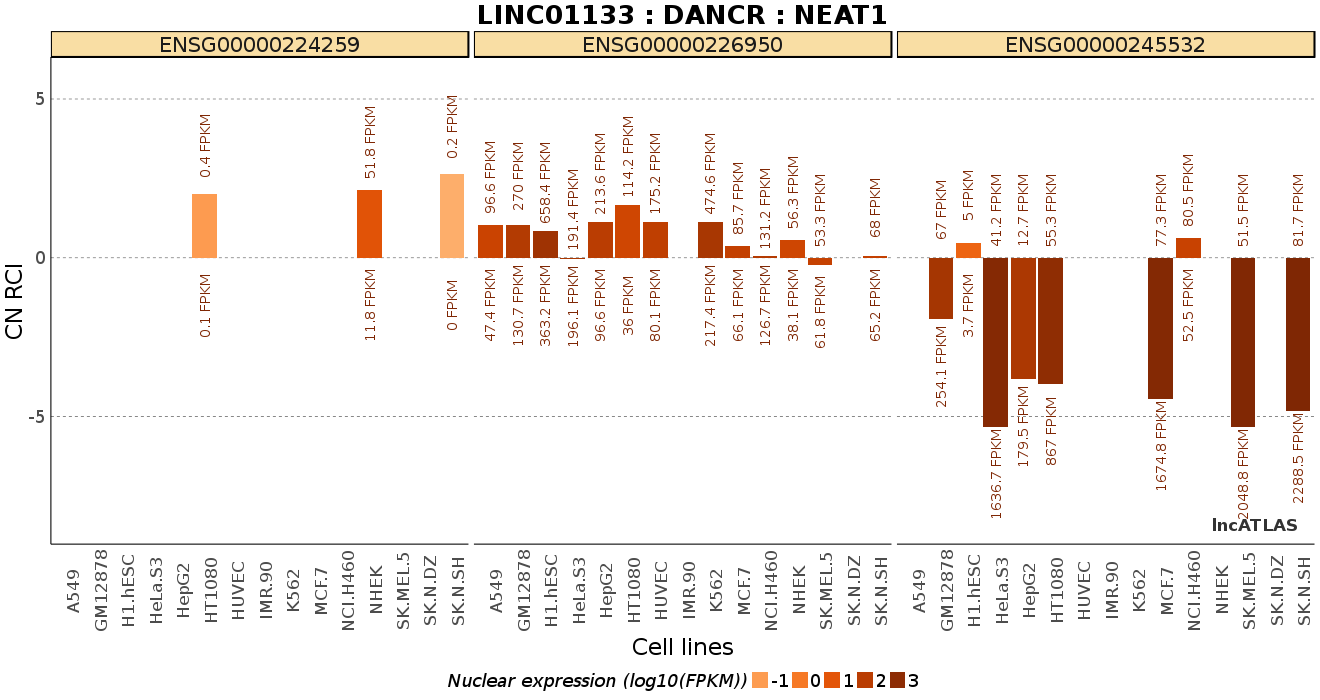 LINC01133 : DANCR : NEAT1
ENSG00000224259 ENSG00000226950 ENSG00000245532
CN RCI
5
0
-5
0.4 FPKM 51.8 FPKM 0.2 FPKM
0.1 FPKM 11.8 FPKM 0 FPKM
96.6 FPKM 270 FPKM 658.4 FPKM 191.4 FPKM 213.6 FPKM 114.2 FPKM 175.2 FPKM 474.6 FPKM 85.7 FPKM 131.2 FPKM 56.3 FPKM 53.3 FPKM 68 FPKM
47.4 FPKM 130.7 FPKM 363.2 FPKM 196.1 FPKM 96.6 FPKM 36 FPKM 80.1 FPKM 217.4 FPKM 66.1 FPKM 126.7 FPKM 38.1 FPKM 61.8 FPKM 65.2 FPKM
67 FPKM 5 FPKM 41.2 FPKM 12.7 FPKM 55.3 FPKM 77.3 FPKM 80.5 FPKM 51.5 FPKM 81.7 FPKM
254.1 FPKM 3.7 FPKM 1636.7 FPKM 179.5 FPKM 867 FPKM 1674.8 FPKM 52.5 FPKM 2048.8 FPKM 2288.5 FPKM
lncATLAS
A549 GM12878 H1.hESC HeLa.S3 HepG2 HT1080 HUVEC IMR.90 K562 MCF.7 NCI.H460 NHEK SK.MEL.5 SK.N.DZ SK.N.SH
A549 GM12878 H1.hESC HeLa.S3 HepG2 HT1080 HUVEC IMR.90 K562 MCF.7 NCI.H460 NHEK SK.MEL.5 SK.N.DZ SK.N.SH
A549 GM12878 H1.hESC HeLa.S3 HepG2 HT1080 HUVEC IMR.90 K562 MCF.7 NCI.H460 NHEK SK.MEL.5 SK.N.DZ SK.N.SH
Cell lines
Nuclear expression (log10(FPKM)) -1 0 1 2 3